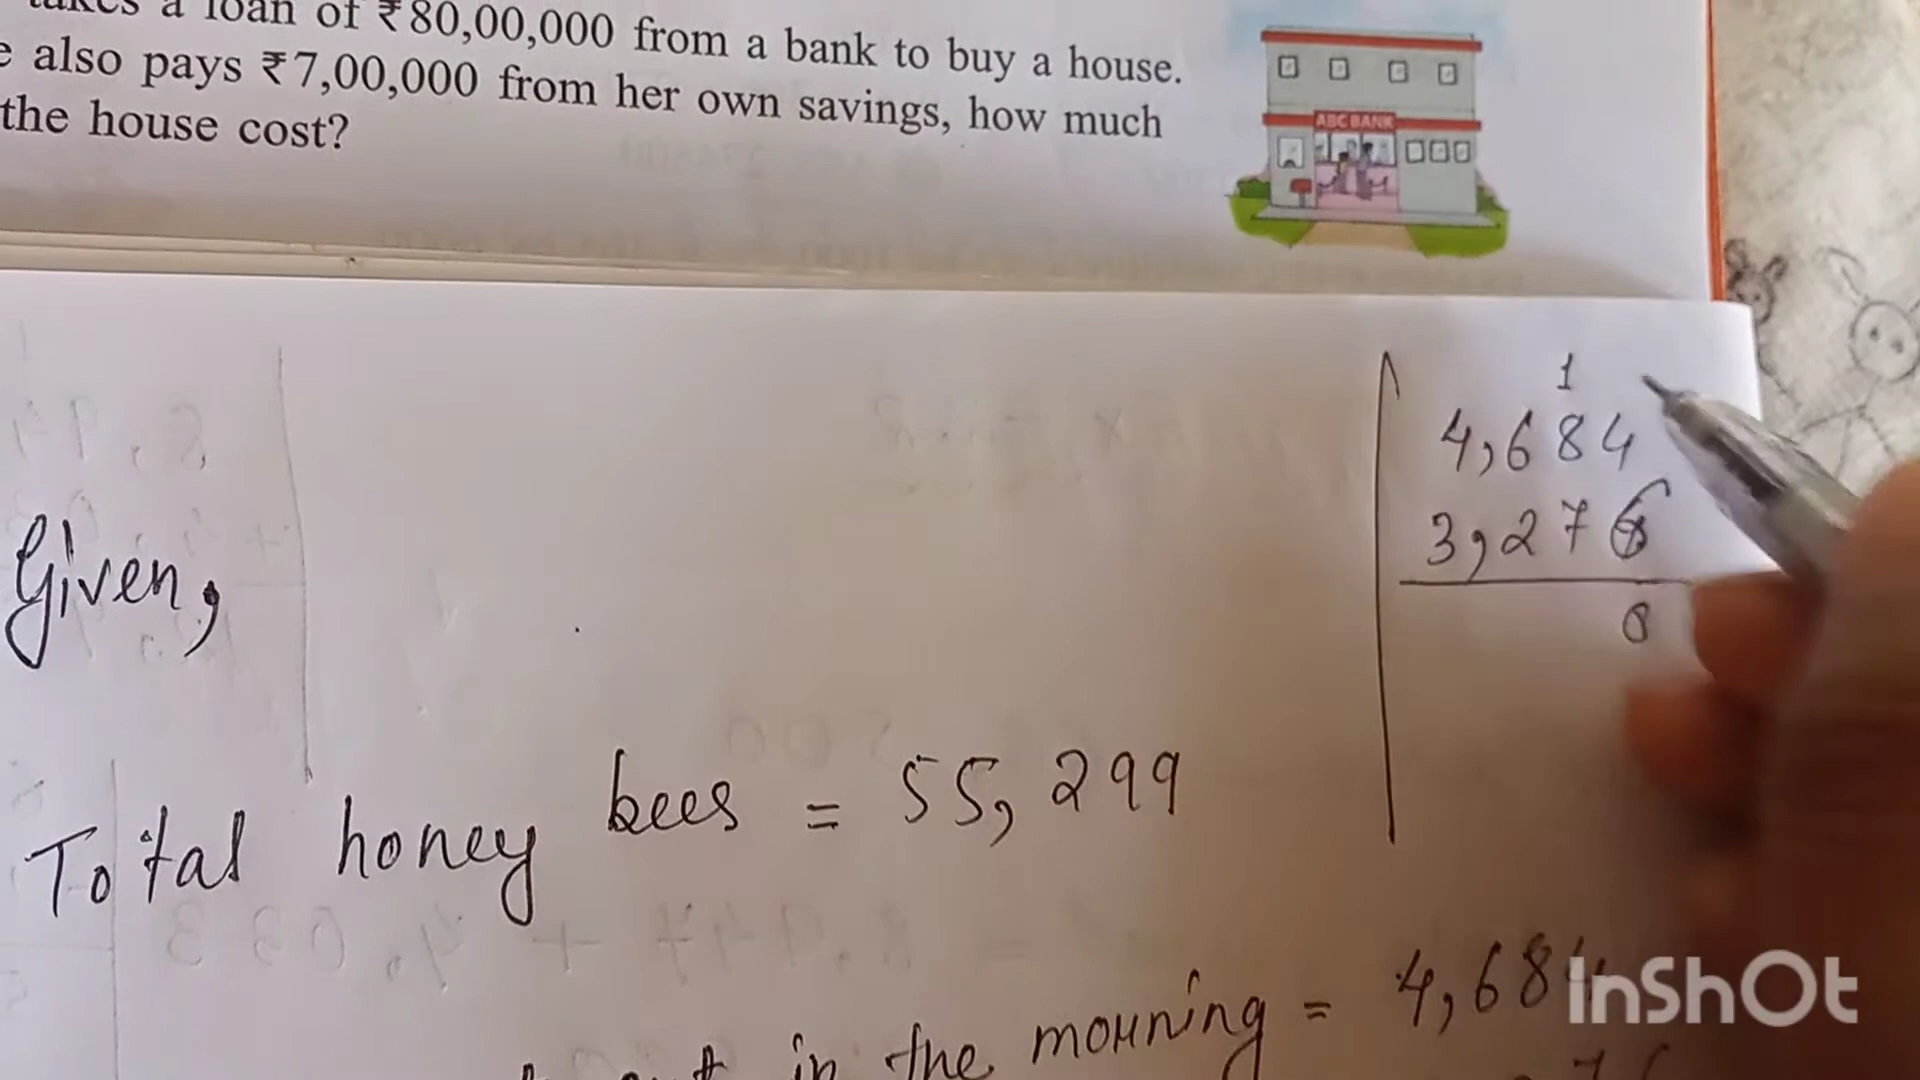 a loan of ₹80,00,000 from a bank to buy a house.
also pays ₹7,00,000 from her own savings, how much
the house cost?
ABC BANK
1
4,684
3,276
8
Given,
Total honey bees = 55,299
in the morning = 4,684
InShOt